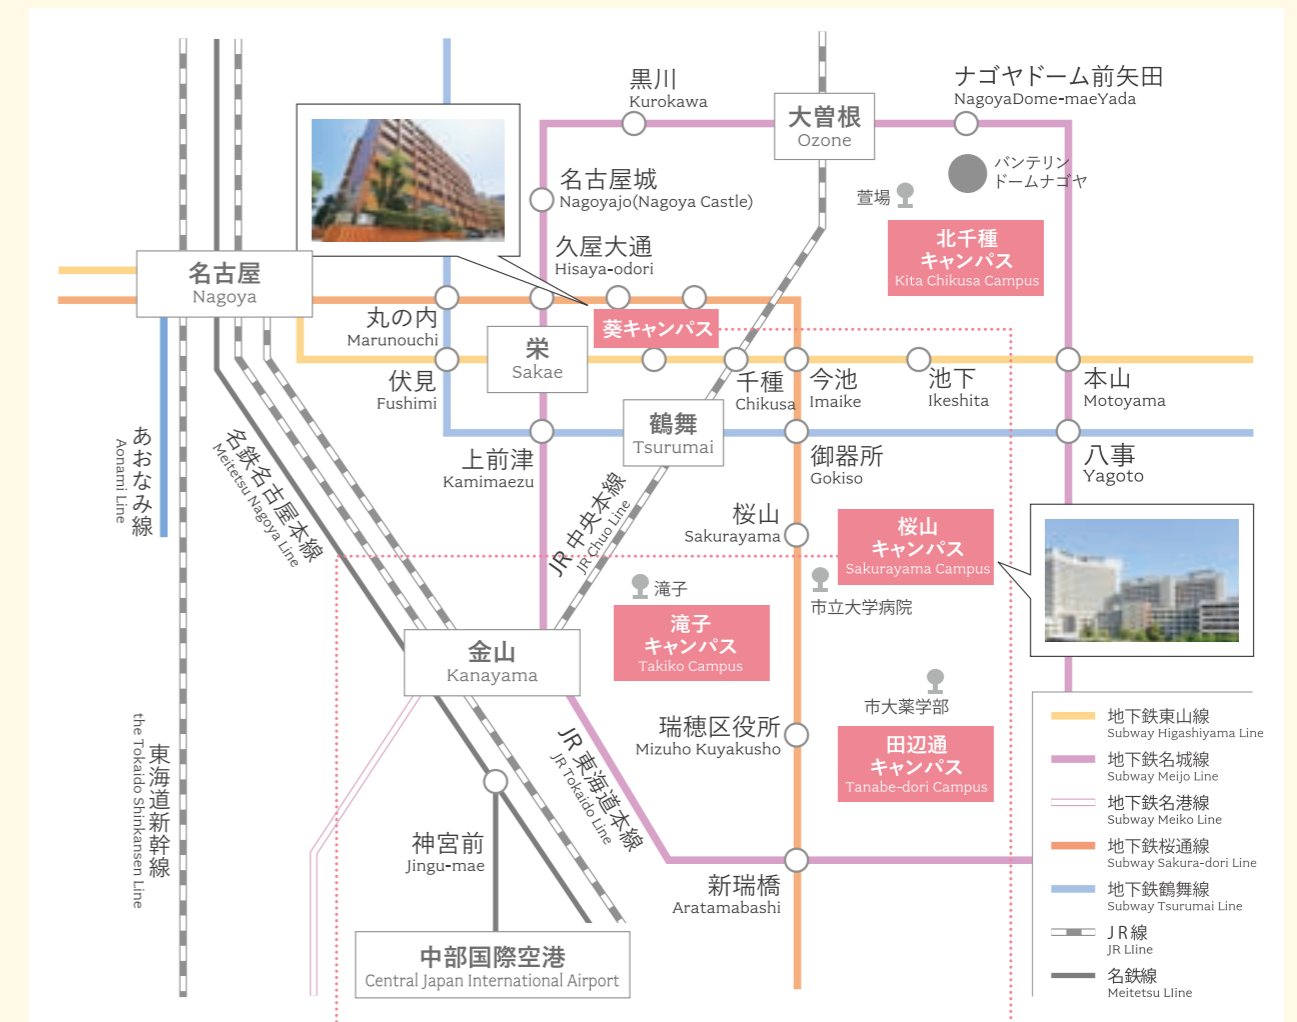 黒川
Kurokawa
大曽根
Ozone
ナゴヤドーム前矢田
NagoyaDome-maeYada
バンテリン
ドームナゴヤ
萱場
北千種
キャンパス
Kita Chikusa Campus
名古屋城
Nagoyajo(Nagoya Castle)
久屋大通
Hisaya-odori
名古屋
Nagoya
丸の内
Marunouchi
葵キャンパス
栄
Sakae
伏見
Fushimi
千種
Chikusa
今池
Imaike
池下
Ikeshita
本山
Motoyama
鶴舞
Tsurumai
上前津
Kamimaezu
御器所
Gokiso
八事
Yagoto
あおなみ線
Aonami Line
名鉄名古屋本線
Meitetsu Nagoya Line
JR 中央本線
JR Chuo Line
桜山
Sakurayama
桜山
キャンパス
Sakurayama Campus
滝子
市立大学病院
滝子
キャンパス
Takiko Campus
金山
Kanayama
市大薬学部
瑞穂区役所
Mizuho Kuyakusho
田辺通
キャンパス
Tanabe-dori Campus
JR 東海道本線
JR Tokaido Line
東海道新幹線
the Tokaido Shinkansen Line
神宮前
Jingu-mae
新瑞橋
Aratamabashi
中部国際空港
Central Japan International Airport
地下鉄東山線
Subway Higashiyama Line
地下鉄名城線
Subway Meijo Line
地下鉄名港線
Subway Meiko Line
地下鉄桜通線
Subway Sakura-dori Line
地下鉄鶴舞線
Subway Tsurumai Line
JR線
JR LIine
名鉄線
Meitetsu LIine